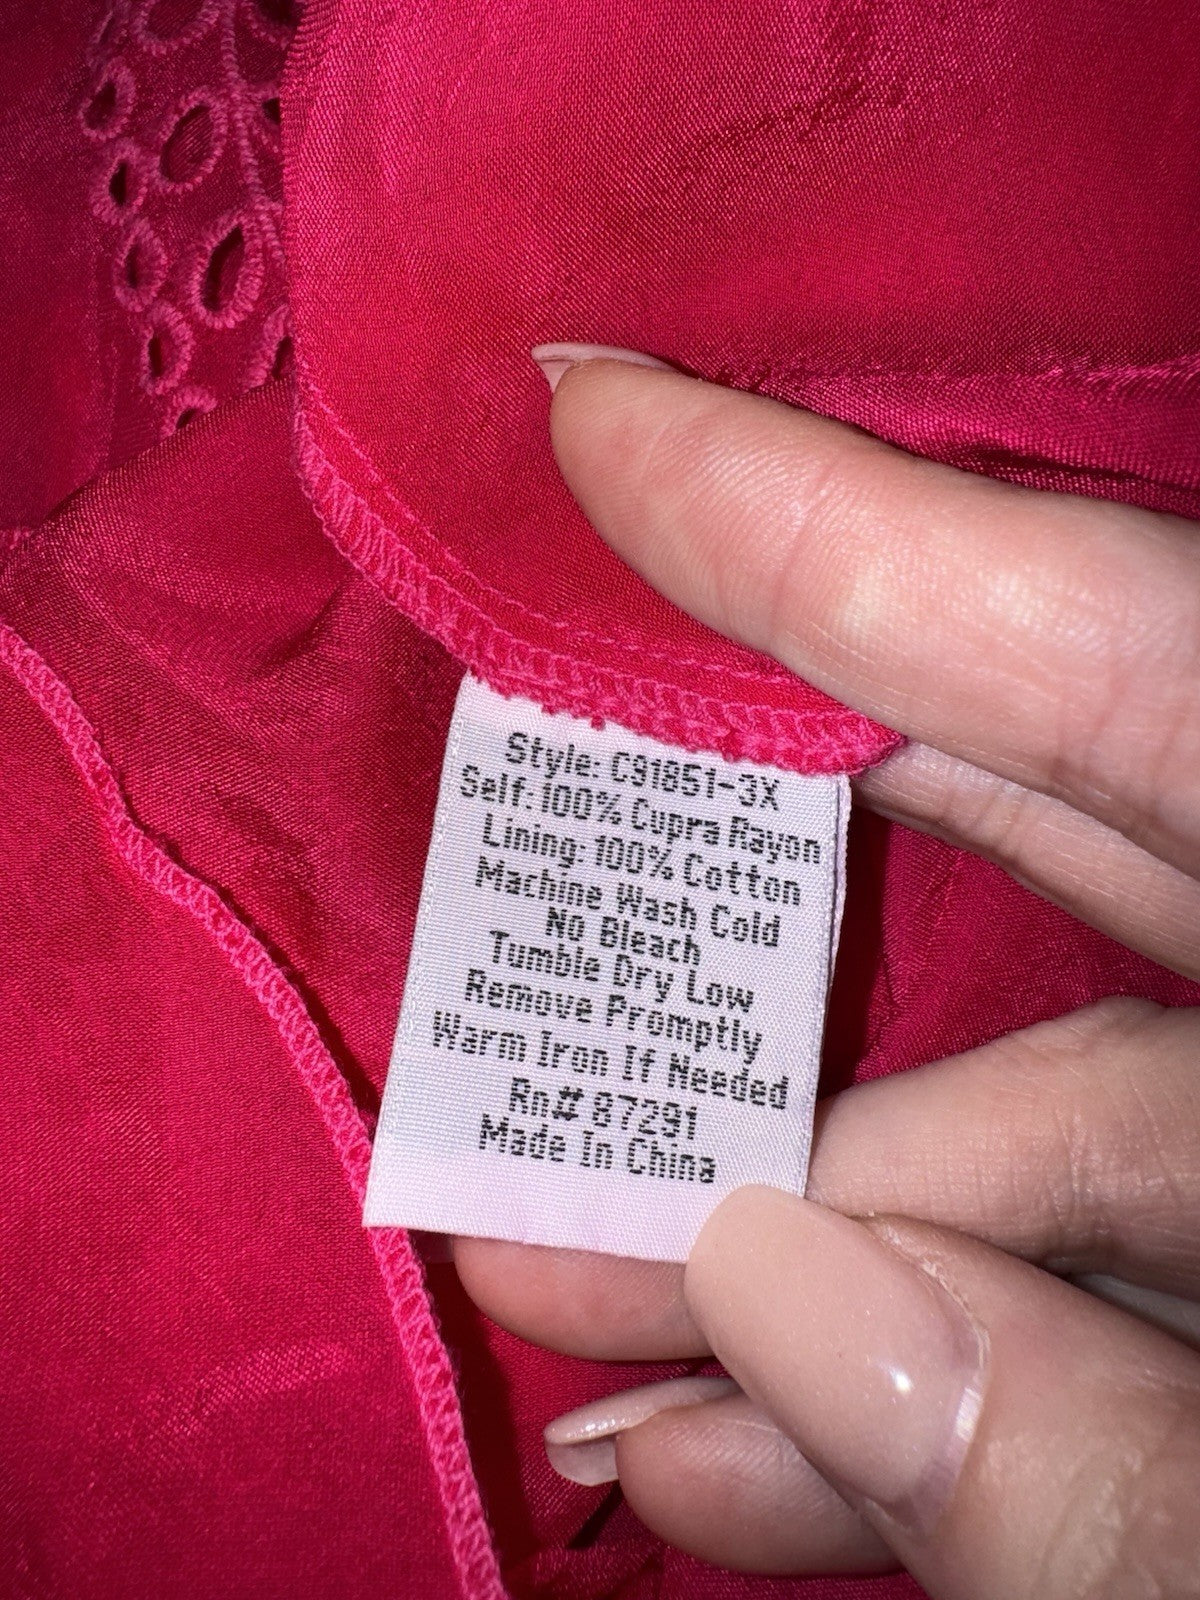 Style: C91851-3X
Self: 100% Cupra Rayon
Lining: 100% Cotton
Machine Wash Cold
No Bleach
Tumble Dry Low
Remove Promptly
Warm Iron If Needed
Rn# 87291
Made In China